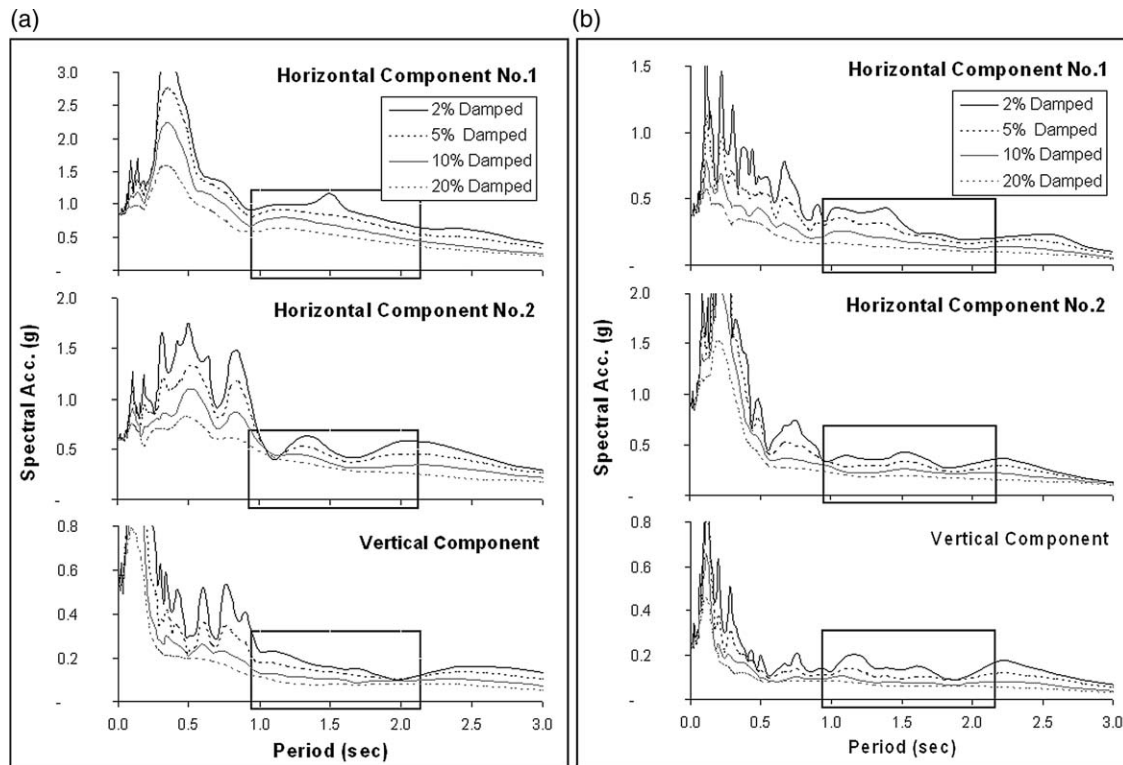 (a)
Horizontal Component No.1
2% Damped
5% Damped
10% Damped
20% Damped
3.0
2.5
2.0
1.5
1.0
0.5
-
Horizontal Component No.2
2.0
1.5
1.0
0.5
-
Vertical Component
0.8
0.6
0.4
0.2
-
0.0 0.5 1.0 1.5 2.0 2.5 3.0
Spectral Acc. (g)
Period (sec)
(b)
Horizontal Component No.1
2% Damped
5% Damped
10% Damped
20% Damped
1.5
1.0
0.5
-
Horizontal Component No.2
2.0
1.5
1.0
0.5
-
Vertical Component
0.8
0.6
0.4
0.2
-
0.0 0.5 1.0 1.5 2.0 2.5 3.0
Spectral Acc. (g)
Period (sec)